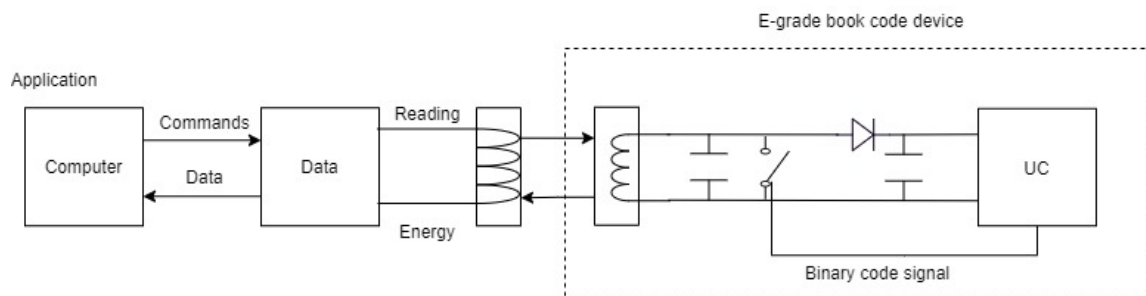 E-grade book code device
Application
Commands
Reading
Computer
Data
Data
UC
Energy
Binary code signal